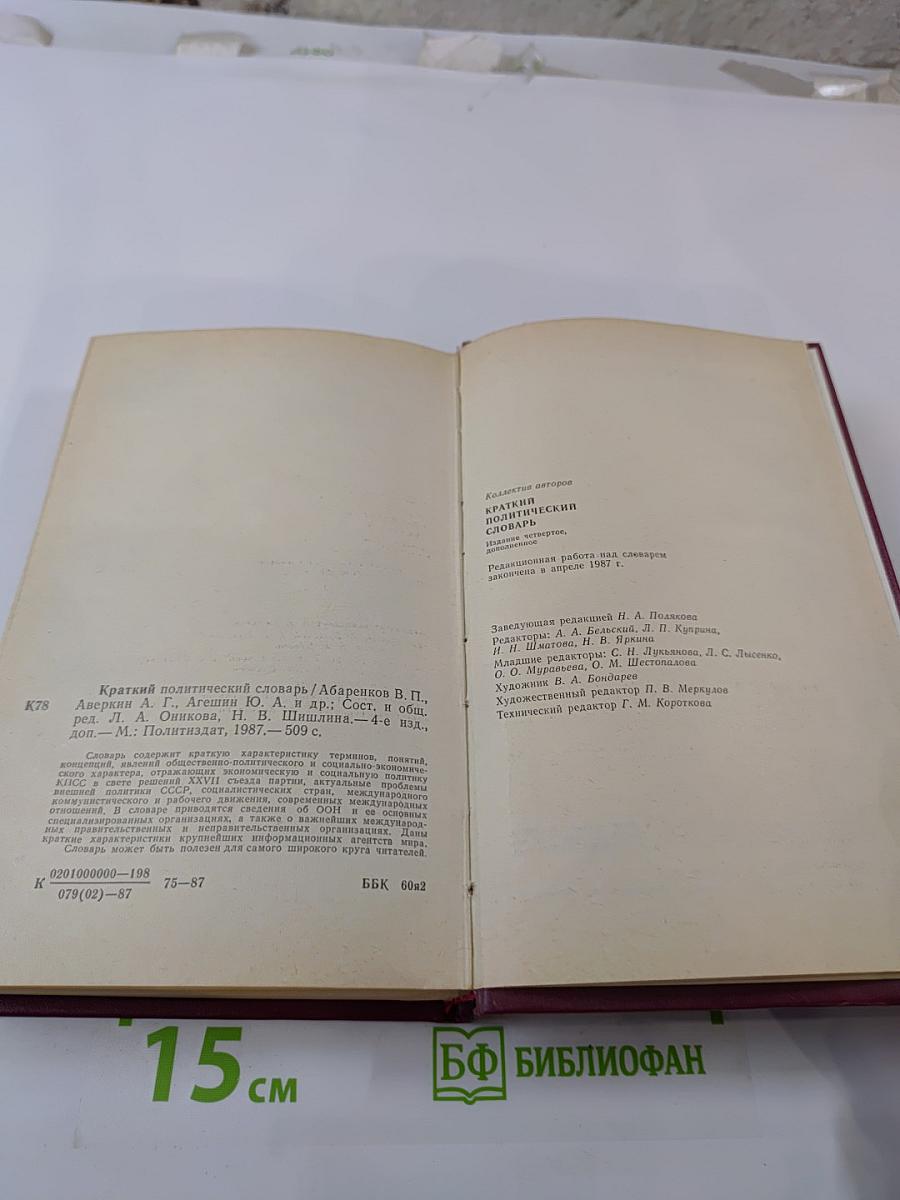 К78
Краткий политический словарь/Абаренков В.П.,
Аверкин А. Г., Агешин Ю. А. и др.; Сост. и общ.
ред. Л. А. Оникова, Н. В. Шишлина.— 4-е изд.,
доп.— М.: Политиздат, 1987.— 509 с.
Словарь содержит краткую характеристику терминов, понятий,
концепций, явлений общественно-политического и социально-экономиче-
ского характера, отражающих экономическую и социальную политику
КПСС в свете решений XXVII съезда партии, актуальные проблемы
внешней политики СССР, социалистических стран, международного
коммунистического и рабочего движения, современных международных
отношений. В словаре приводятся сведения об ООН и ее основных
специализированных организациях, а также о важнейших международ-
ных правительственных и неправительственных организациях. Даны
краткие характеристики крупнейших информационных агентств мира.
Словарь может быть полезен для самого широкого круга читателей.
К 0201000000—198 75—87 ББК 60я2
079(02)—87
Коллектив авторов
КРАТКИЙ
ПОЛИТИЧЕСКИЙ
СЛОВАРЬ
Издание четвертое,
дополненное
Редакционная работа над словарем
закончена в апреле 1987 г.
Заведующая редакцией Н. А. Полякова
Редакторы: А. А. Бельский, Л. П. Куприна,
И. Н. Шматова, Н. В. Яркина
Младшие редакторы: С. Н. Лукьянова, Л. С. Лысенко,
О. О. Муравьева, О. М. Шестопалова
Художник В. А. Бондарев
Художественный редактор П. В. Меркулов
Технический редактор Г. М. Короткова
15 см
БФ БИБЛИОФАН